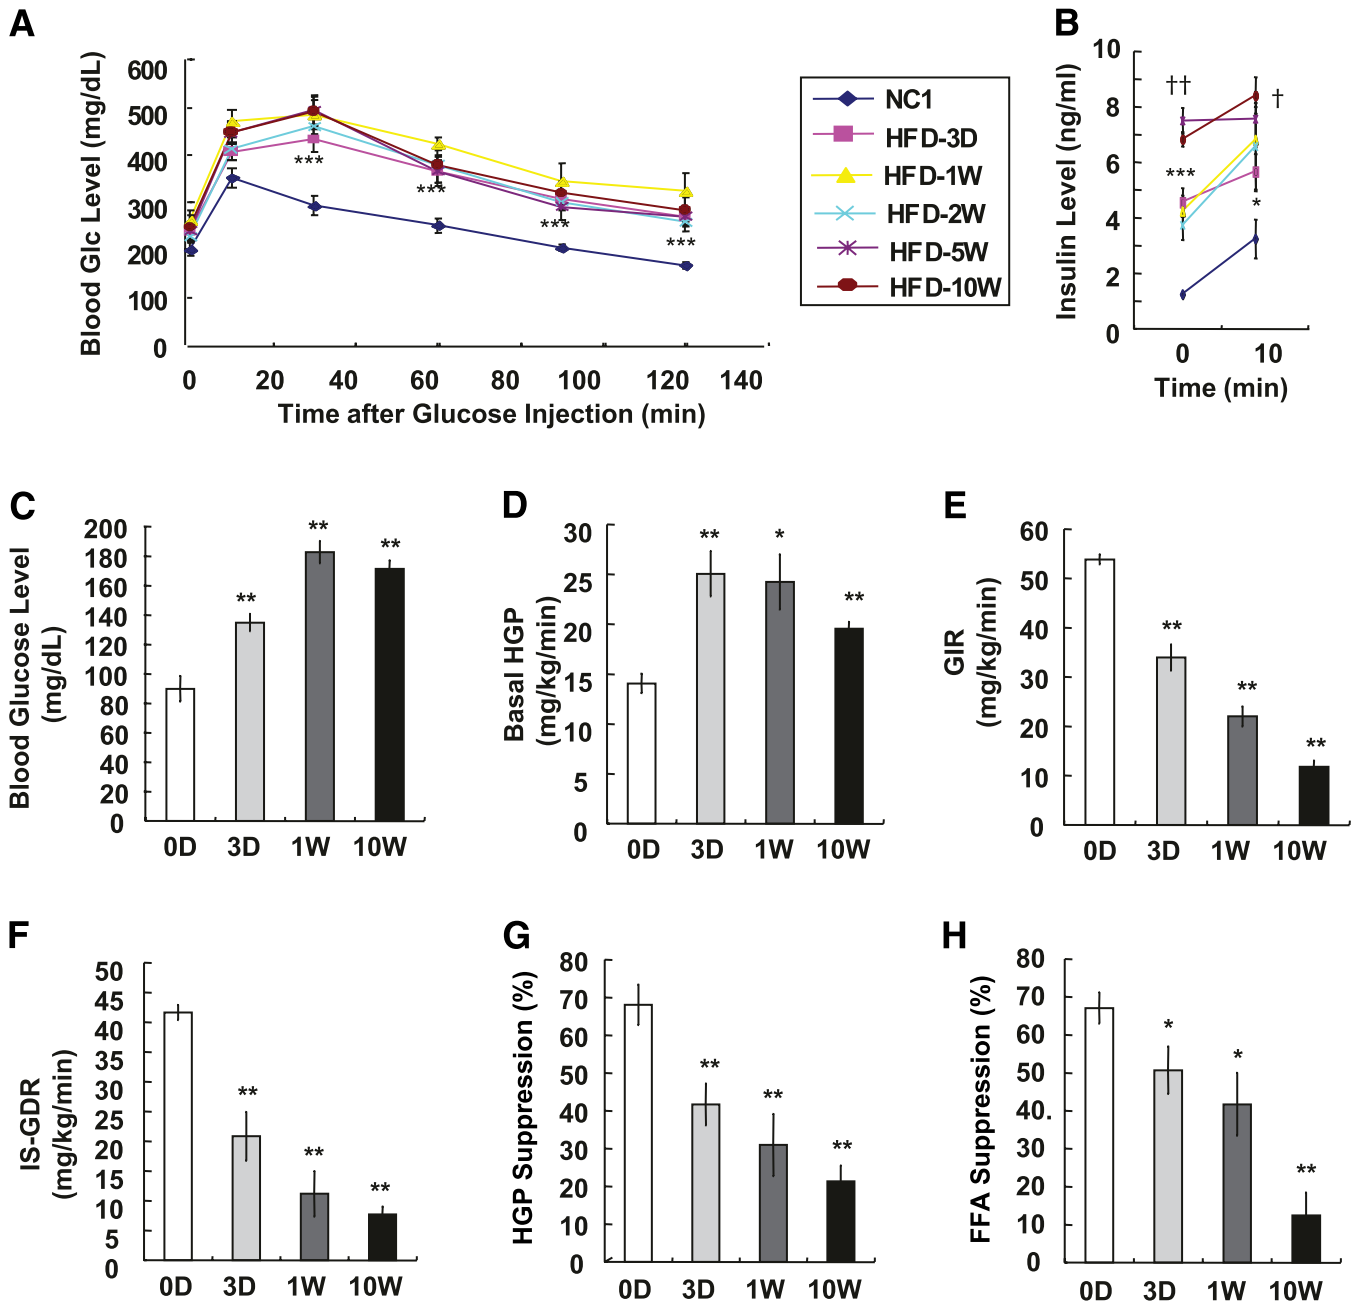 A
Blood Glc Level (mg/dL)
600
500
400
300
200
100
0
***
***
***
***
0 20 40 60 80 100 120 140
Time after Glucose Injection (min)
NC1
HFD-3D
HFD-1W
HFD-2W
HFD-5W
HFD-10W
B
Insulin Level (ng/ml)
10
8
6
4
2
0
††
†
***
*
0 10
Time (min)
C
Blood Glucose Level
(mg/dL)
200
180
160
140
120
100
80
60
40
20
0
**
**
**
0D 3D 1W 10W
D
Basal HGP
(mg/kg/min)
30
25
20
15
10
5
0
**
*
**
0D 3D 1W 10W
E
GIR
(mg/kg/min)
60
50
40
30
20
10
0
**
**
**
0D 3D 1W 10W
F
IS-GDR
(mg/kg/min)
50
45
40
35
30
25
20
15
10
5
0
**
**
**
0D 3D 1W 10W
G
HGP Suppression (%)
80
70
60
50
40
30
20
10
0
**
**
**
0D 3D 1W 10W
H
FFA Suppression (%)
80
70
60
50
40.
30
20
10
0
*
*
**
0D 3D 1W 10W